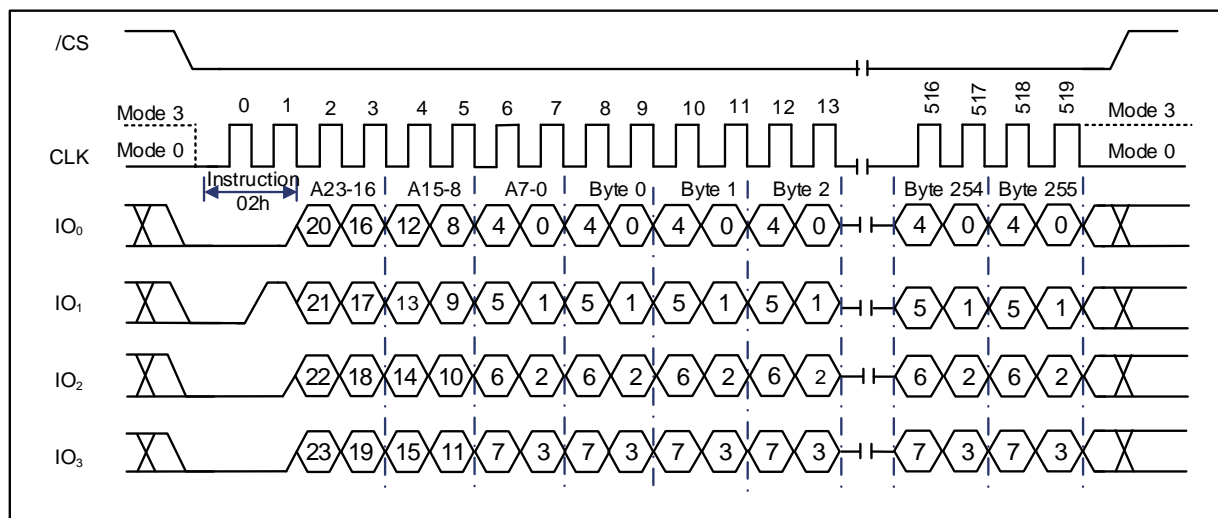 /CS
0 1 2 3 4 5 6 7 8 9 10 11 12 13 516 517 518 519
Mode 3 Mode 3
CLK Mode 0 Mode 0
Instruction A23-16 A15-8 A7-0 Byte 0 Byte 1 Byte 2 Byte 254 Byte 255
02h
IO₀ 20 16 12 8 4 0 4 0 4 0 4 0 4 0 4 0
IO₁ 21 17 13 9 5 1 5 1 5 1 5 1 5 1 5 1
IO₂ 22 18 14 10 6 2 6 2 6 2 6 2 6 2 6 2
IO₃ 23 19 15 11 7 3 7 3 7 3 7 3 7 3 7 3